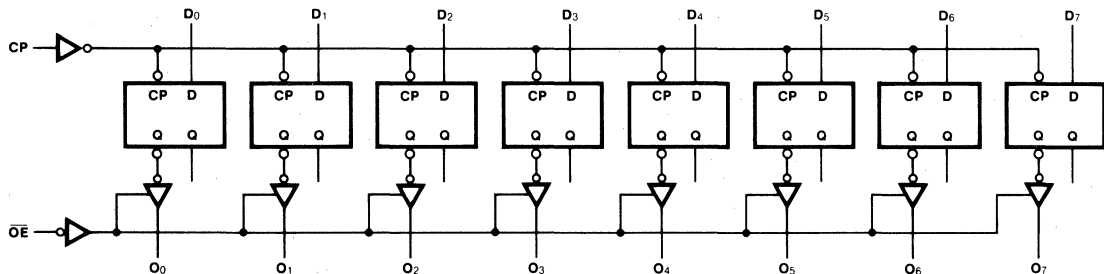 D0 D1 D2 D3 D4 D5 D6 D7
CP
CP D CP D CP D CP D CP D CP D CP D CP D
Q Q Q Q Q Q Q Q Q Q Q Q Q Q Q Q
O̅E̅
O0 O1 O2 O3 O4 O5 O6 O7